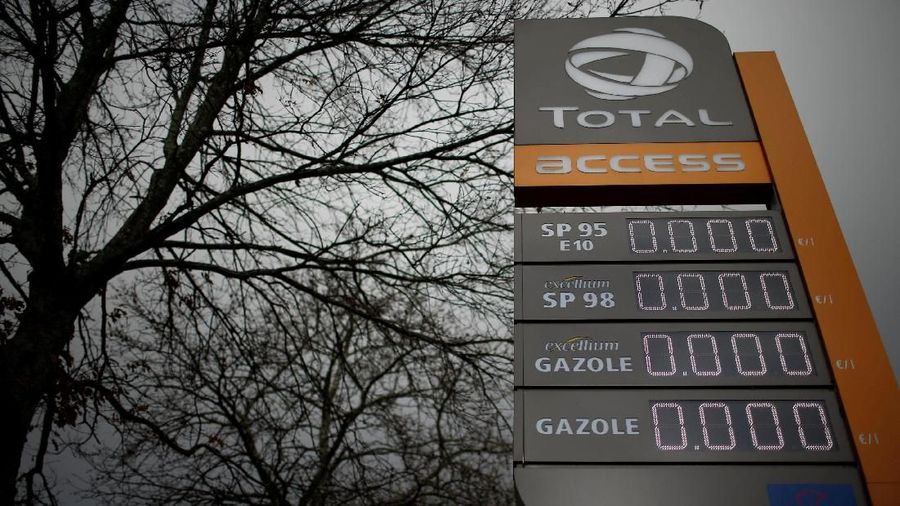 TOTAL
access
SP 95
E10
0.000 €/l
excellium
SP 98
0.000 €/l
excellium
GAZOLE
0.000 €/l
GAZOLE
0.000 €/l